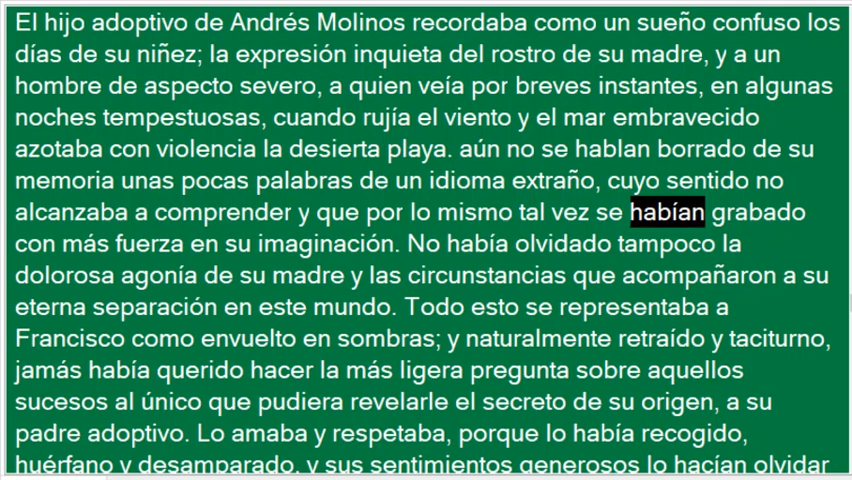 El hijo adoptivo de Andrés Molinos recordaba como un sueño confuso los
días de su niñez; la expresión inquieta del rostro de su madre, y a un
hombre de aspecto severo, a quien veía por breves instantes, en algunas
noches tempestuosas, cuando rujía el viento y el mar embravecido
azotaba con violencia la desierta playa. aún no se hablan borrado de su
memoria unas pocas palabras de un idioma extraño, cuyo sentido no
alcanzaba a comprender y que por lo mismo tal vez se habían grabado
con más fuerza en su imaginación. No había olvidado tampoco la
dolorosa agonía de su madre y las circunstancias que acompañaron a su
eterna separación en este mundo. Todo esto se representaba a
Francisco como envuelto en sombras; y naturalmente retraído y taciturno,
jamás había querido hacer la más ligera pregunta sobre aquellos
sucesos al único que pudiera revelarle el secreto de su origen, a su
padre adoptivo. Lo amaba y respetaba, porque lo había recogido,
huérfano y desamparado, y sus sentimientos generosos lo hacían olvidar